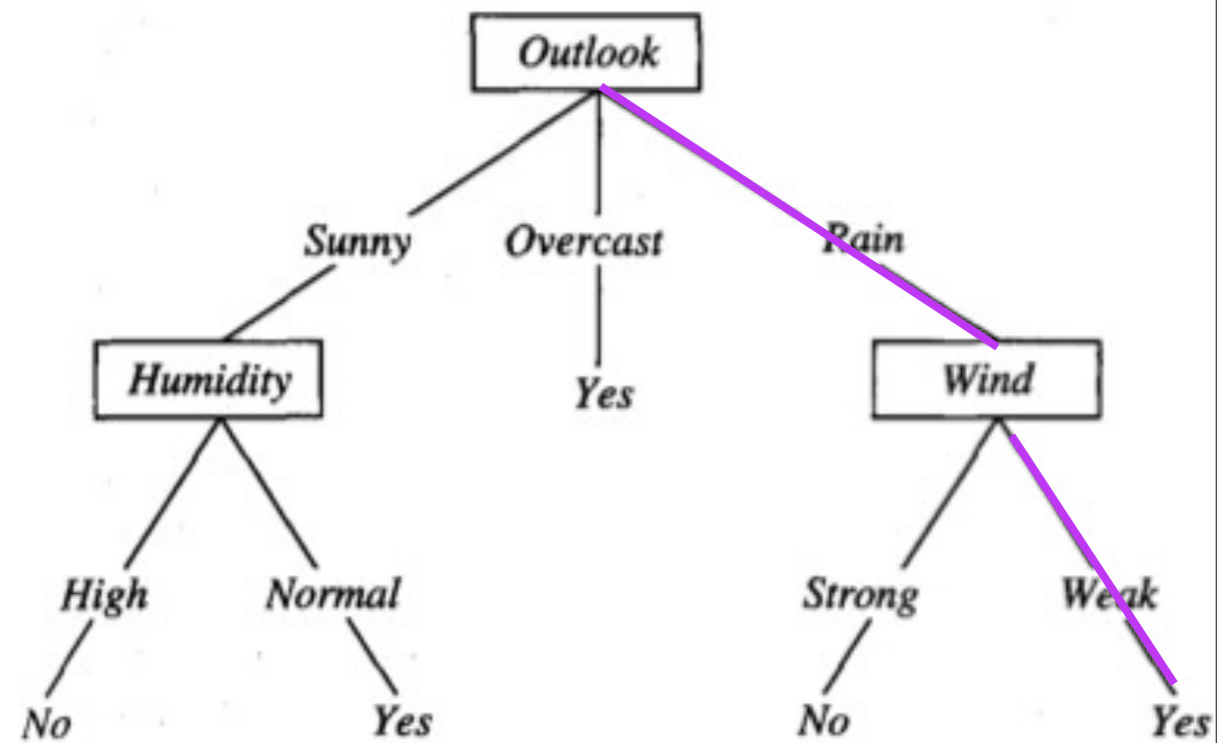 Outlook
Sunny Overcast Rain
Humidity Yes Wind
High Normal Strong Weak
No Yes No Yes